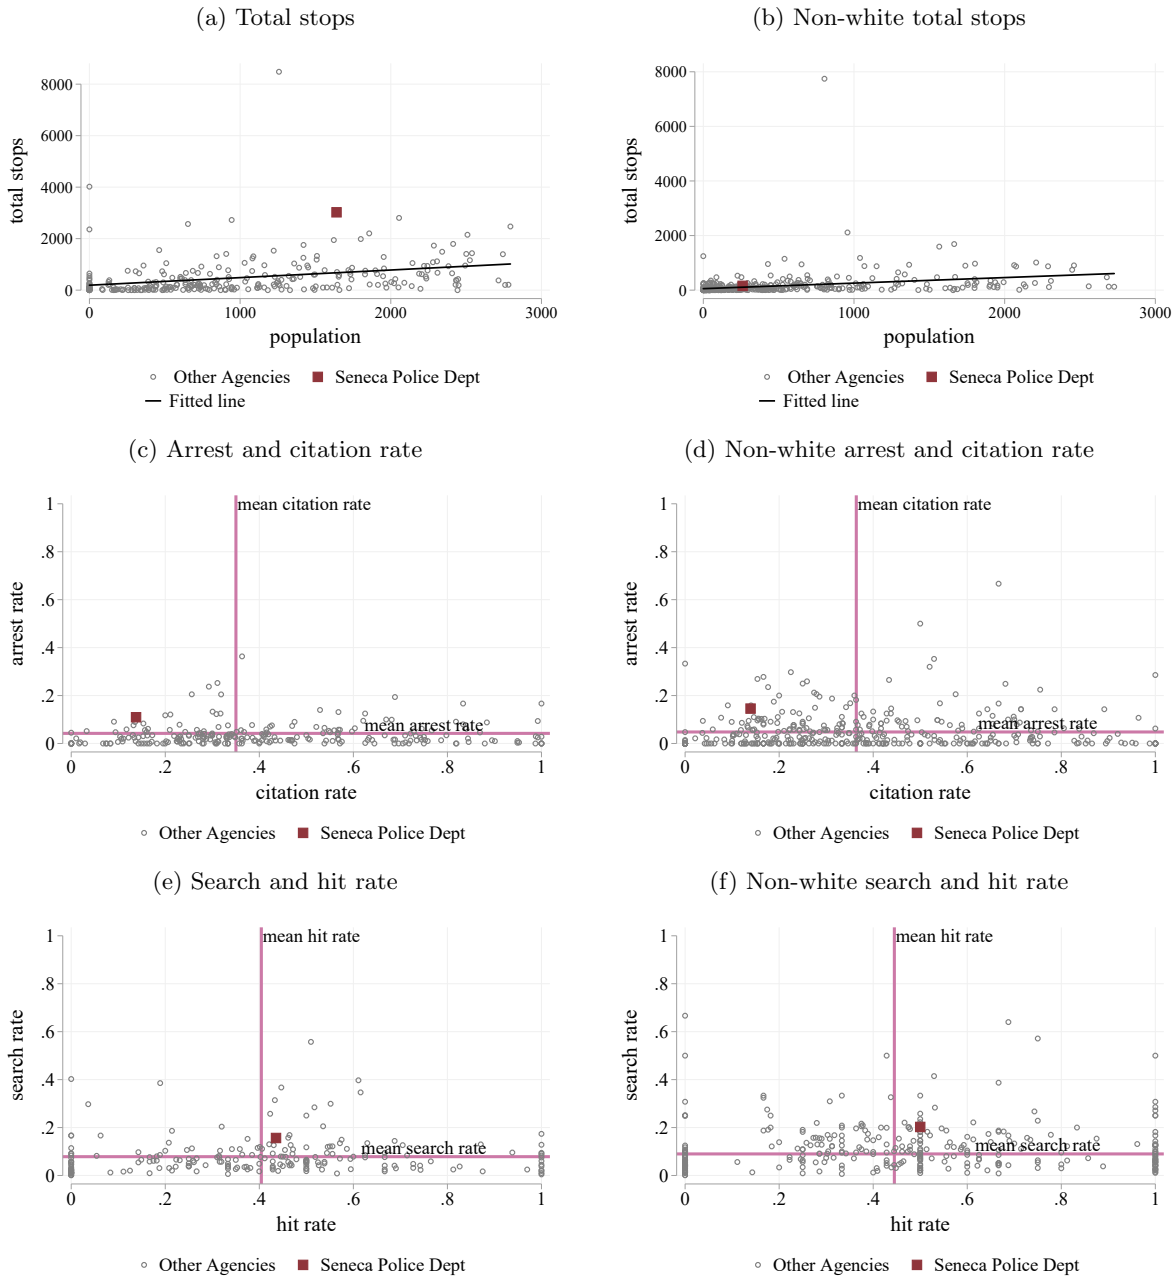 (a) Total stops
(b) Non-white total stops
total stops
8000
6000
4000
2000
0
0 1000 2000 3000
population
Other Agencies Seneca Police Dept
Fitted line
total stops
8000
6000
4000
2000
0
0 1000 2000 3000
population
Other Agencies Seneca Police Dept
Fitted line
(c) Arrest and citation rate
(d) Non-white arrest and citation rate
arrest rate
1
.8
.6
.4
.2
0
mean citation rate
mean arrest rate
0 .2 .4 .6 .8 1
citation rate
Other Agencies Seneca Police Dept
arrest rate
1
.8
.6
.4
.2
0
mean citation rate
mean arrest rate
0 .2 .4 .6 .8 1
citation rate
Other Agencies Seneca Police Dept
(e) Search and hit rate
(f) Non-white search and hit rate
search rate
1
.8
.6
.4
.2
0
mean hit rate
mean search rate
0 .2 .4 .6 .8 1
hit rate
Other Agencies Seneca Police Dept
search rate
1
.8
.6
.4
.2
0
mean hit rate
mean search rate
0 .2 .4 .6 .8 1
hit rate
Other Agencies Seneca Police Dept